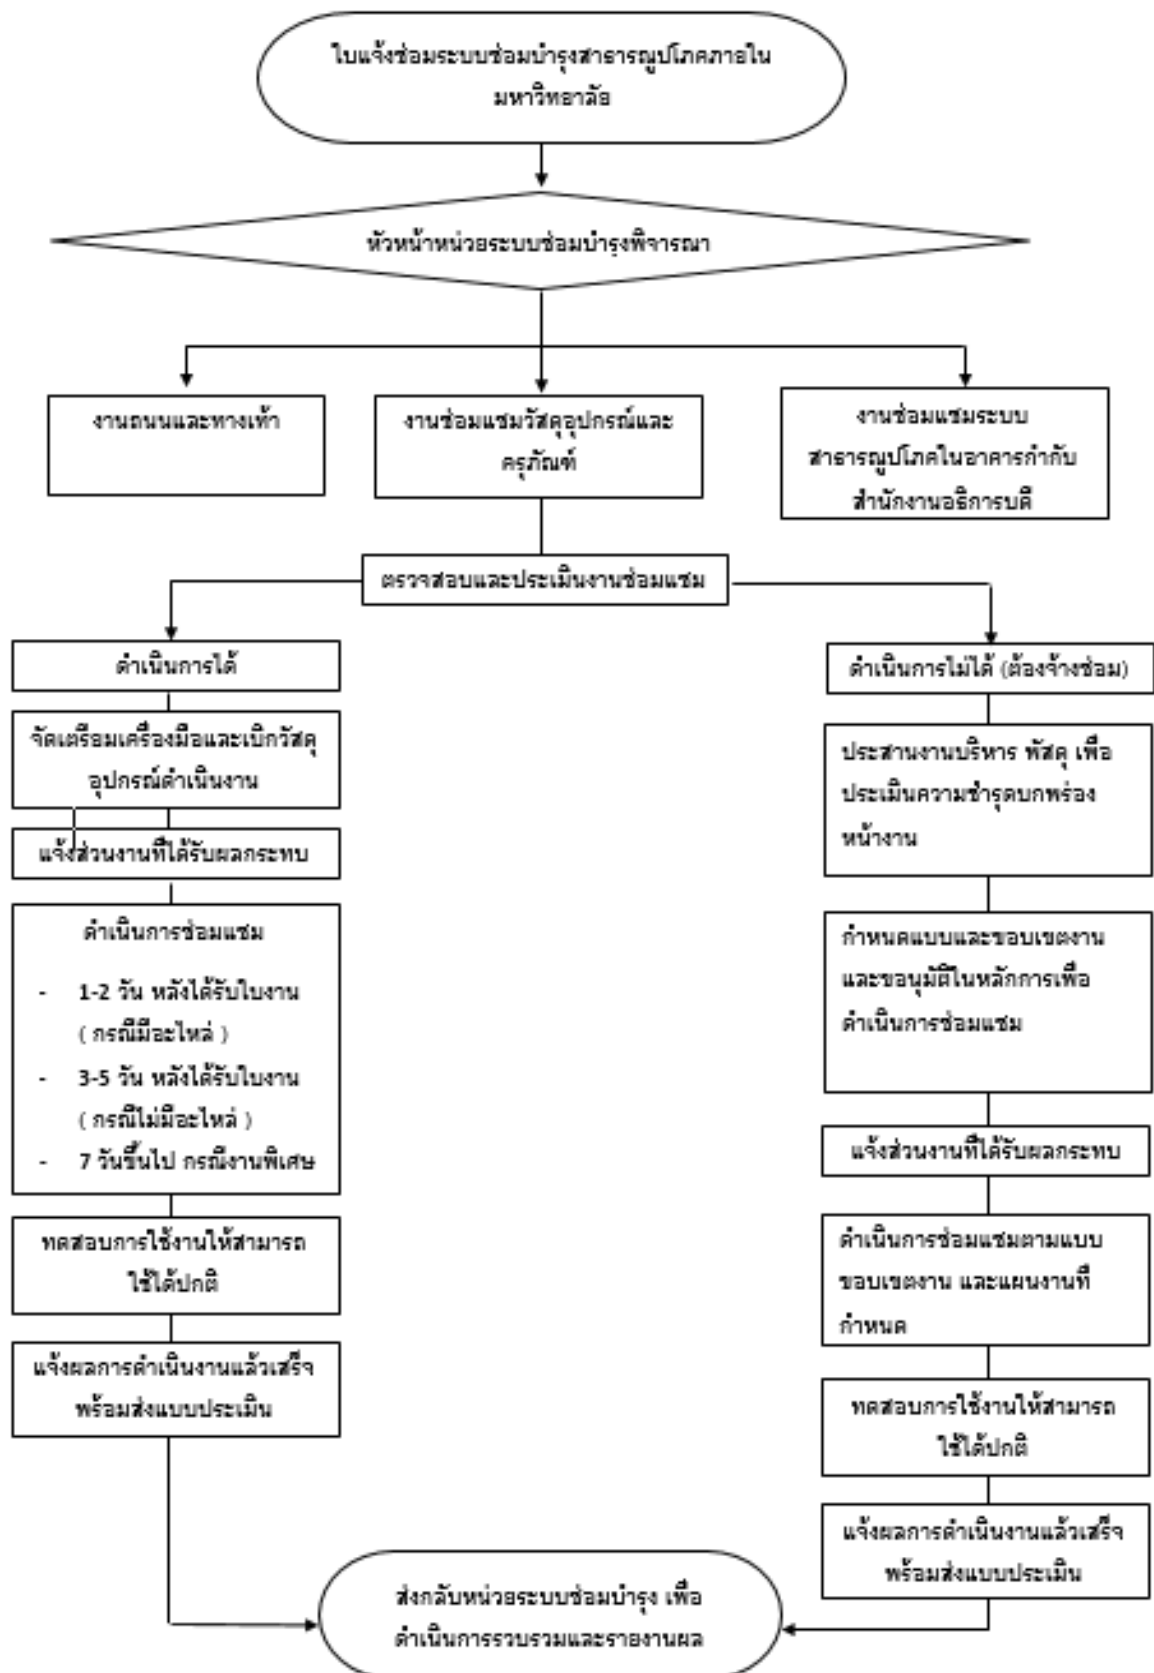 ใบแจ้งซ่อมระบบซ่อมบำรุงสาธารณูปโภคภายใน
มหาวิทยาลัย
หัวหน้าหน่วยระบบซ่อมบำรุงพิจารณา
งานถนนและทางเท้า
งานซ่อมแซมวัสดุอุปกรณ์และ
ครุภัณฑ์
งานซ่อมแซมระบบ
สาธารณูปโภคในอาคารกำกับ
สำนักงานอธิการบดี
ตรวจสอบและประเมินงานซ่อมแซม
ดำเนินการได้
จัดเตรียมเครื่องมือและเบิกวัสดุ
อุปกรณ์ดำเนินงาน
แจ้งส่วนงานที่ได้รับผลกระทบ
ดำเนินการซ่อมแซม
- 1-2 วัน หลังได้รับใบงาน
( กรณีมีอะไหล่ )
- 3-5 วัน หลังได้รับใบงาน
( กรณีไม่มีอะไหล่ )
- 7 วันขึ้นไป กรณีงานพิเศษ
ทดสอบการใช้งานให้สามารถ
ใช้ได้ปกติ
แจ้งผลการดำเนินงานแล้วเสร็จ
พร้อมส่งแบบประเมิน
ดำเนินการไม่ได้ (ต้องจ้างซ่อม)
ประสานงานบริหาร พัสดุ เพื่อ
ประเมินความชำรุดบกพร่อง
หน้างาน
กำหนดแบบและขอบเขตงาน
และขอนุมัติในหลักการเพื่อ
ดำเนินการซ่อมแซม
แจ้งส่วนงานที่ได้รับผลกระทบ
ดำเนินการซ่อมแซมตามแบบ
ขอบเขตงาน และแผนงานที่
กำหนด
ทดสอบการใช้งานให้สามารถ
ใช้ได้ปกติ
แจ้งผลการดำเนินงานแล้วเสร็จ
พร้อมส่งแบบประเมิน
ส่งกลับหน่วยระบบซ่อมบำรุง เพื่อ
ดำเนินการรวบรวมและรายงานผล